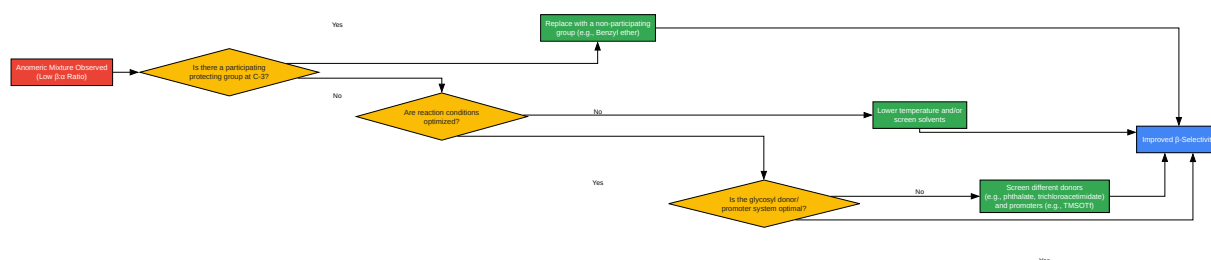 Yes
Replace with a non-participating
group (e.g., Benzyl ether)
Anomeric Mixture Observed
(Low β:α Ratio)
Is there a participating
protecting group at C-3?
No
Are reaction conditions
optimized?
No
Lower temperature and/or
screen solvents
Improved β-Selectivit
Yes
Is the glycosyl donor/
promoter system optimal?
No
Screen different donors
(e.g., phthalate, trichloroacetimidate)
and promoters (e.g., TMSOTf)
Yes